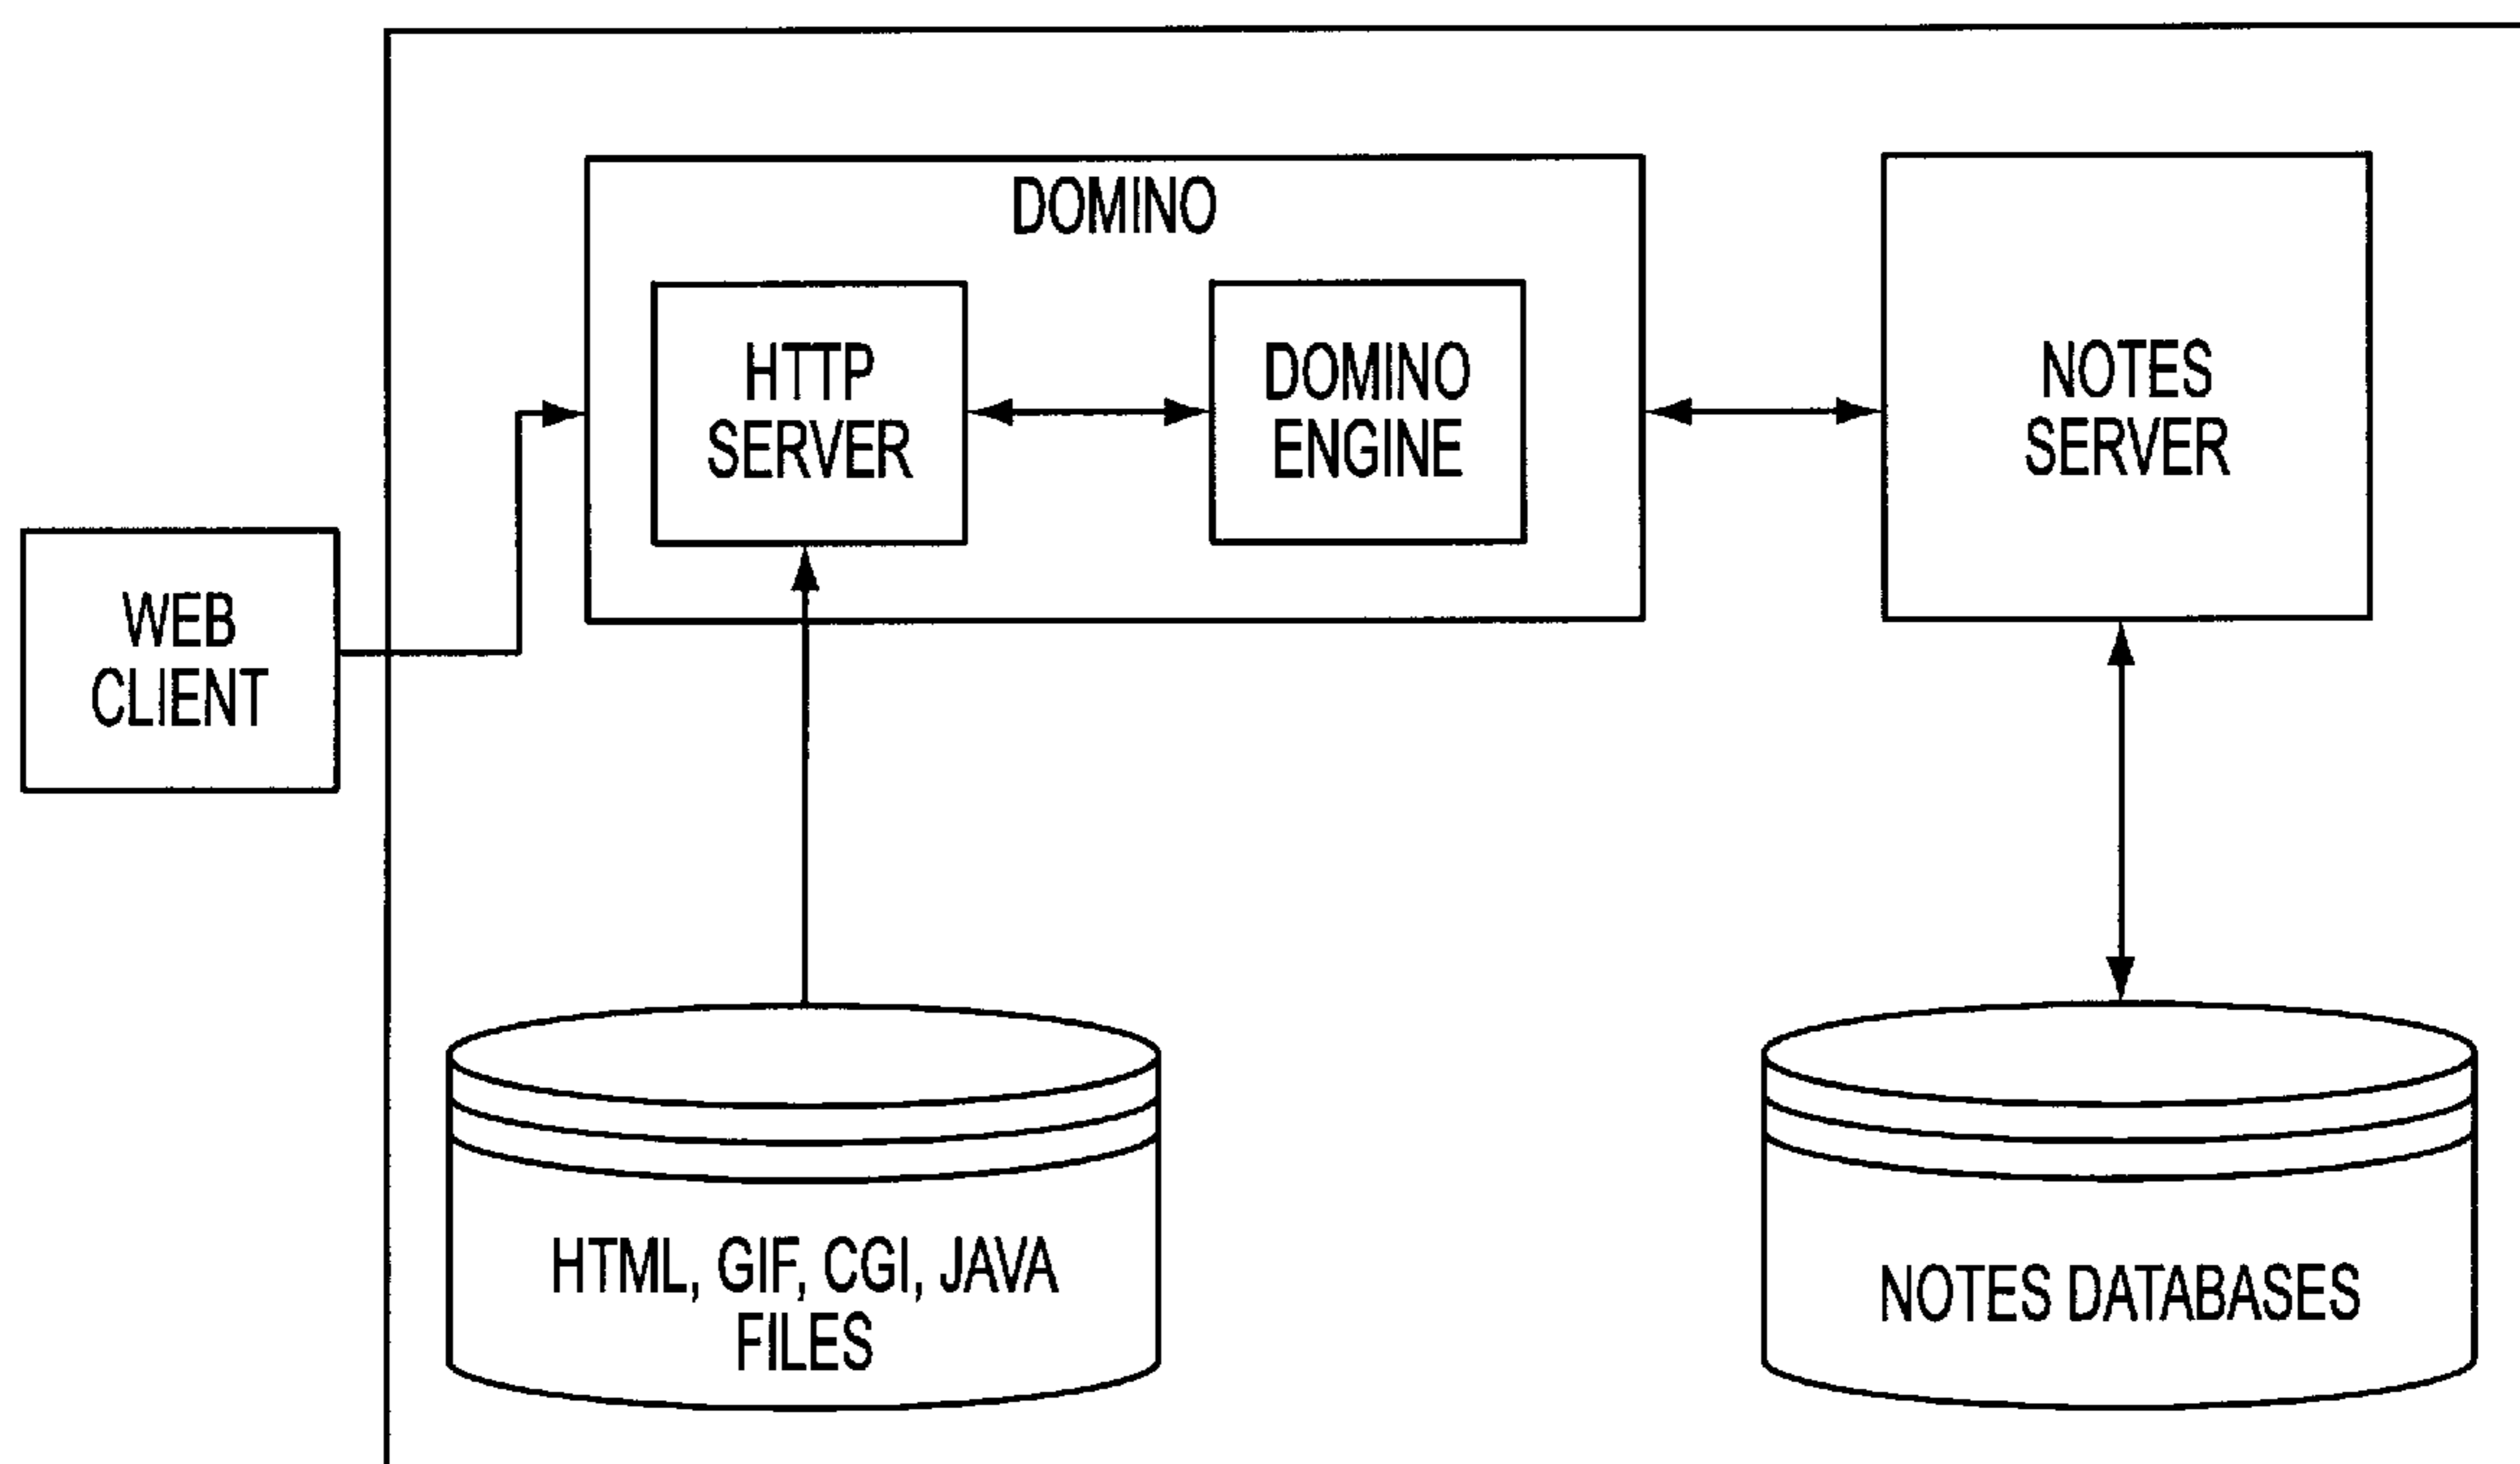 DOMINO
HTTP
SERVER
DOMINO
ENGINE
NOTES
SERVER
WEB
CLIENT
HTML, GIF, CGI, JAVA
FILES
NOTES DATABASES